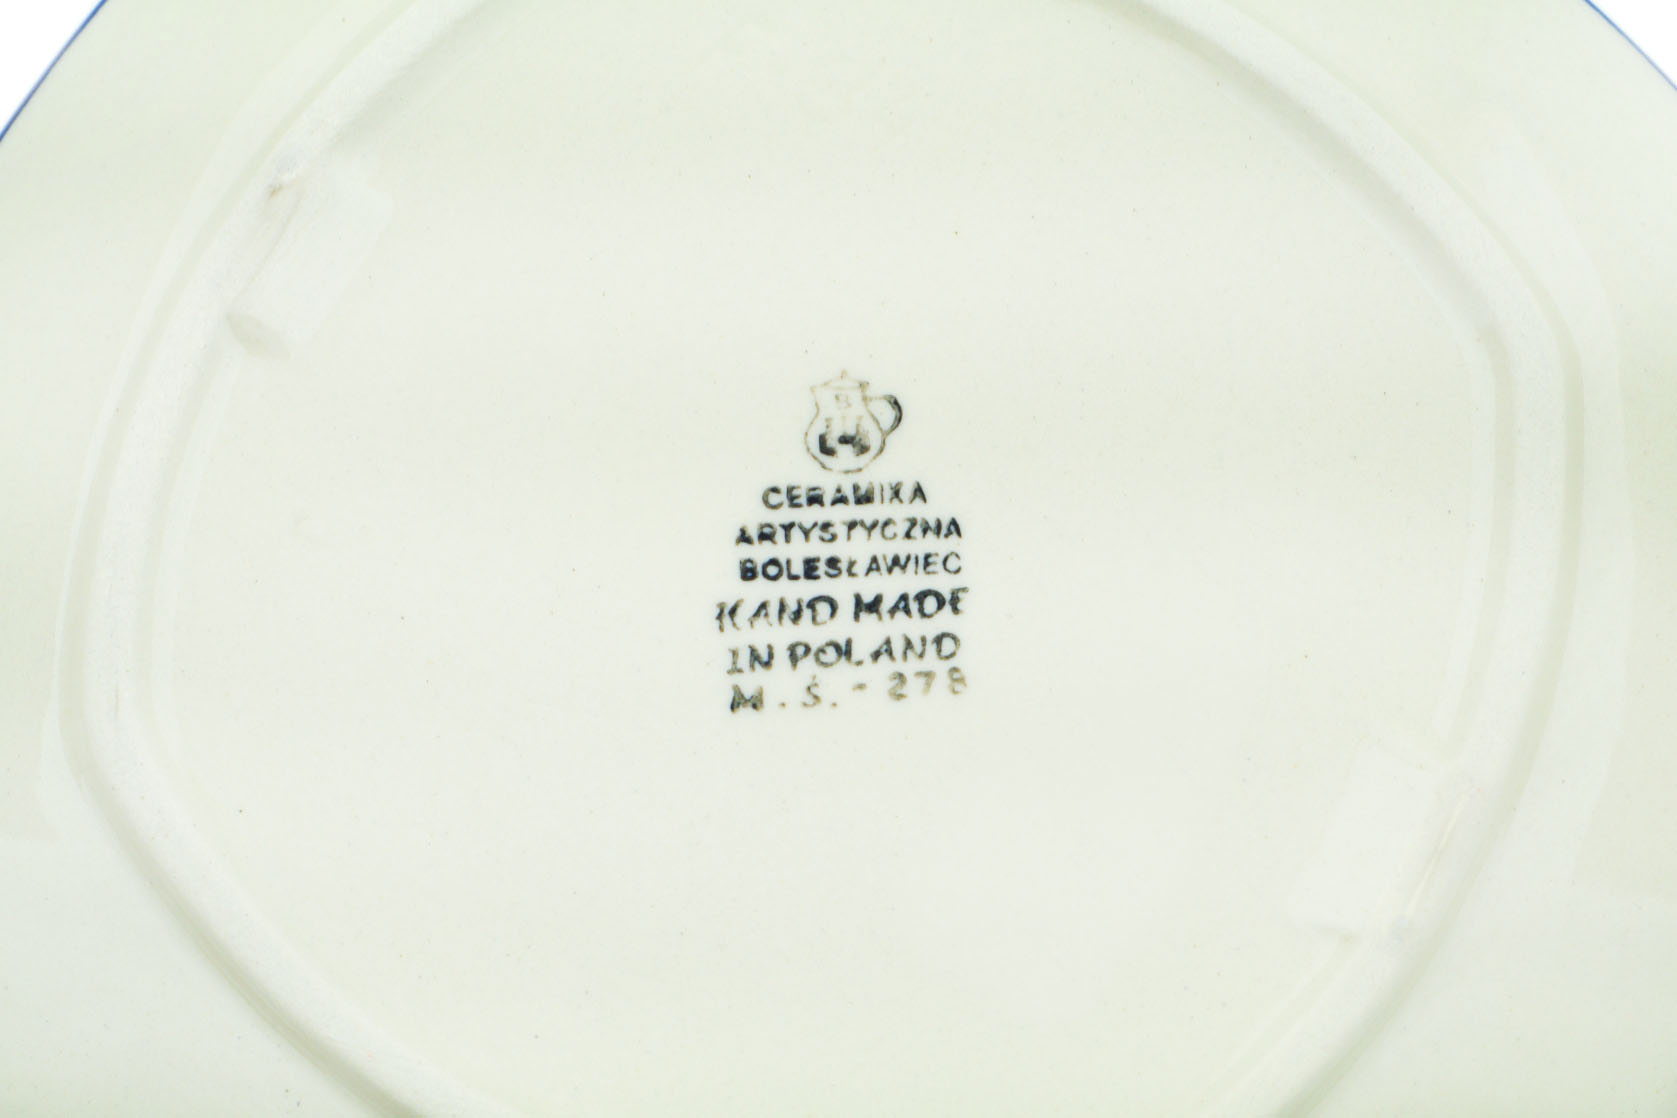 B
CERAMIKA
ARTYSTYCZNA
BOLESŁAWIEC
HAND MADE
IN POLAND
M.Ś.-278